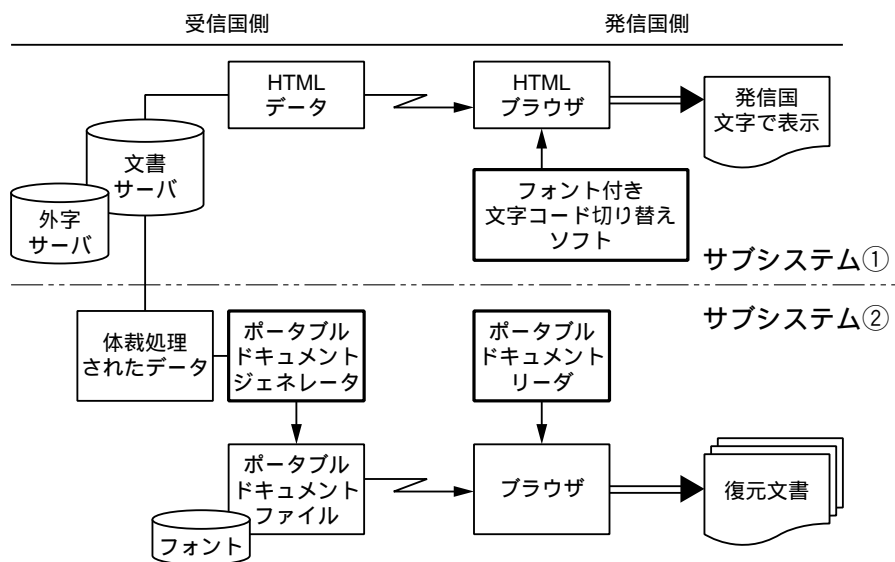 受信国側
発信国側
HTML
データ
HTML
ブラウザ
発信国
文字で表示
文書
サーバ
外字
サーバ
フォント付き
文字コード切り替え
ソフト
サブシステム①
サブシステム②
体裁処理
されたデータ
ポータブル
ドキュメント
ジェネレータ
ポータブル
ドキュメント
リーダ
ポータブル
ドキュメント
ファイル
フォント
ブラウザ
復元文書